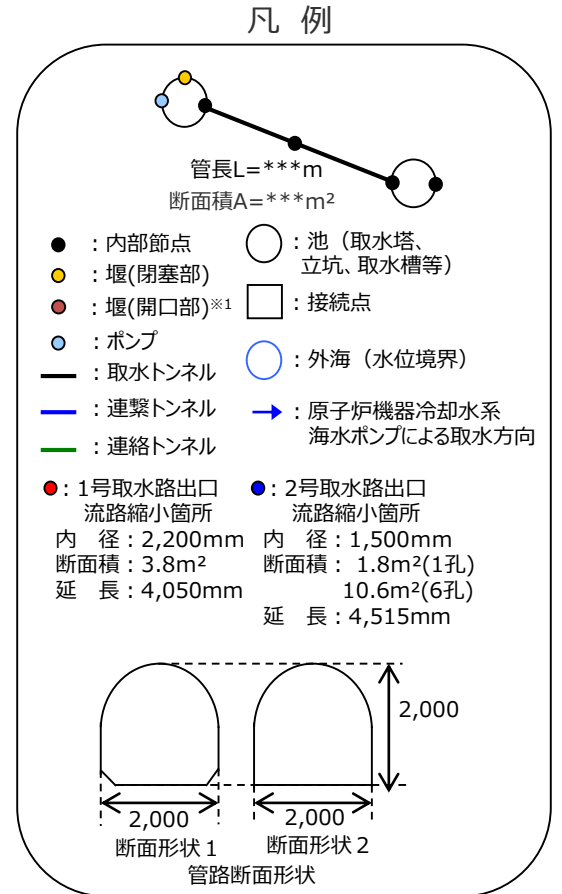 凡 例
管長L=***m
断面積A=***m²
：内部節点
：堰(閉塞部)
：堰(開口部)※1
：ポンプ
：取水トンネル
：連繋トンネル
：連絡トンネル
：池（取水塔、
立坑、取水槽等）
：接続点
：外海（水位境界）
：原子炉機器冷却水系
海水ポンプによる取水方向
：1号取水路出口
流路縮小箇所
内　径：2,200mm
断面積：3.8m²
延　長：4,050mm
：2号取水路出口
流路縮小箇所
内　径：1,500mm
断面積： 1.8m²(1孔)
10.6m²(6孔)
延　長：4,515mm
2,000
2,000
2,000
断面形状１
断面形状２
管路断面形状